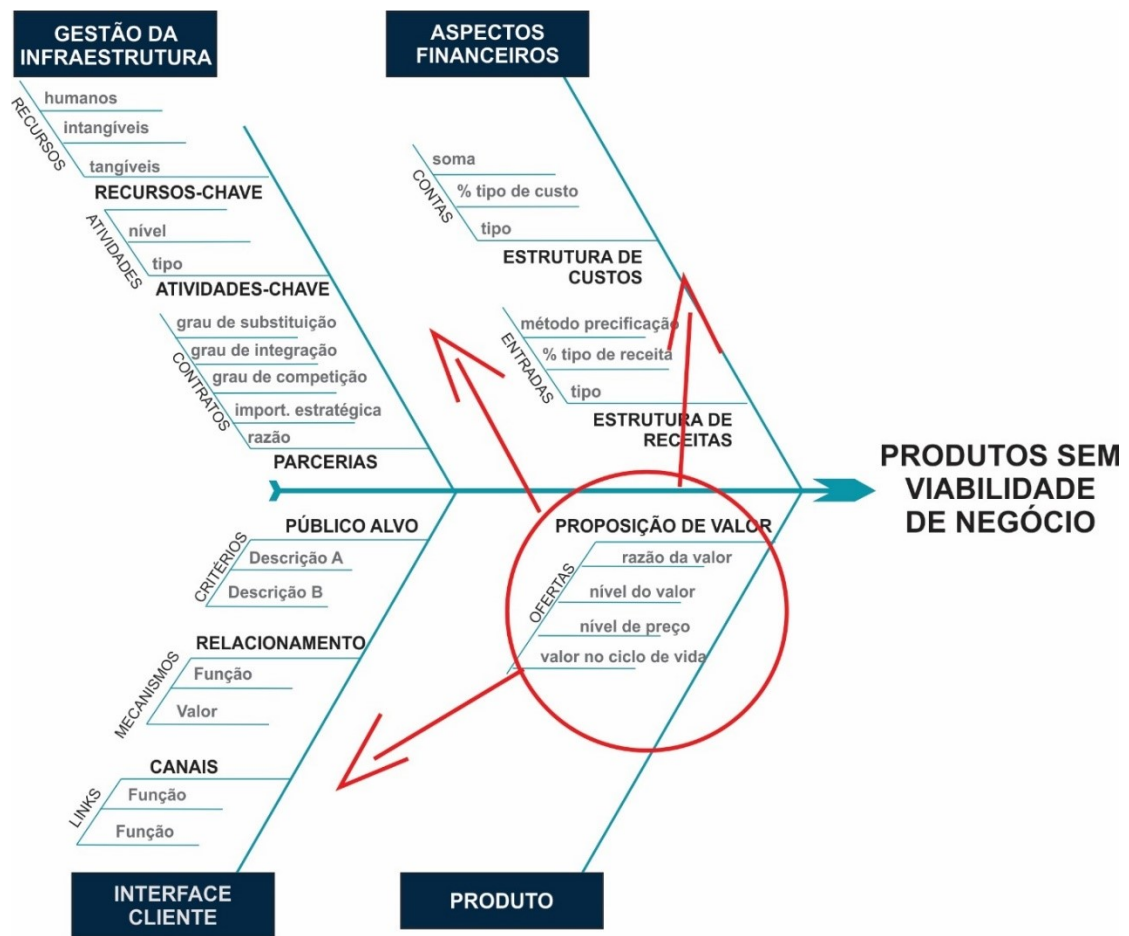 GESTÃO DA
INFRAESTRUTURA
RECURSOS
humanos
intangíveis
tangíveis
RECURSOS-CHAVE
ATIVIDADES
nível
tipo
ATIVIDADES-CHAVE
CONTRATOS
grau de substituição
grau de integração
grau de competição
import. estratégica
razão
PARCERIAS
ASPECTOS
FINANCEIROS
CONTAS
soma
% tipo de custo
tipo
ESTRUTURA DE
CUSTOS
ENTRADAS
método precificação
% tipo de receita
tipo
ESTRUTURA DE
RECEITAS
PRODUTOS SEM
VIABILIDADE
DE NEGÓCIO
PÚBLICO ALVO
CRITÉRIOS
Descrição A
Descrição B
RELACIONAMENTO
MECANISMOS
Função
Valor
CANAIS
LINKS
Função
Função
INTERFACE
CLIENTE
PROPOSIÇÃO DE VALOR
OFERTAS
razão da valor
nível do valor
nível de preço
valor no ciclo de vida
PRODUTO